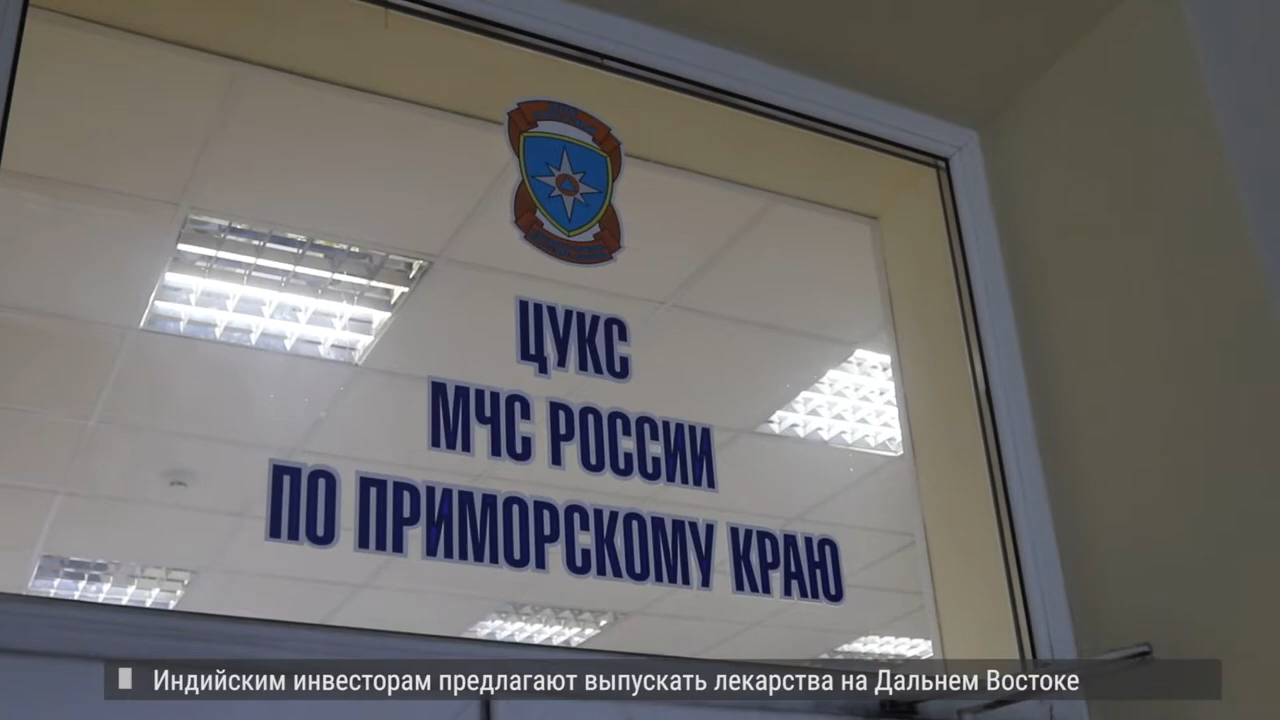 ЦУКС
МЧС РОССИИ
ПО ПРИМОРСКОМУ КРАЮ
Индийским инвесторам предлагают выпускать лекарства на Дальнем Востоке